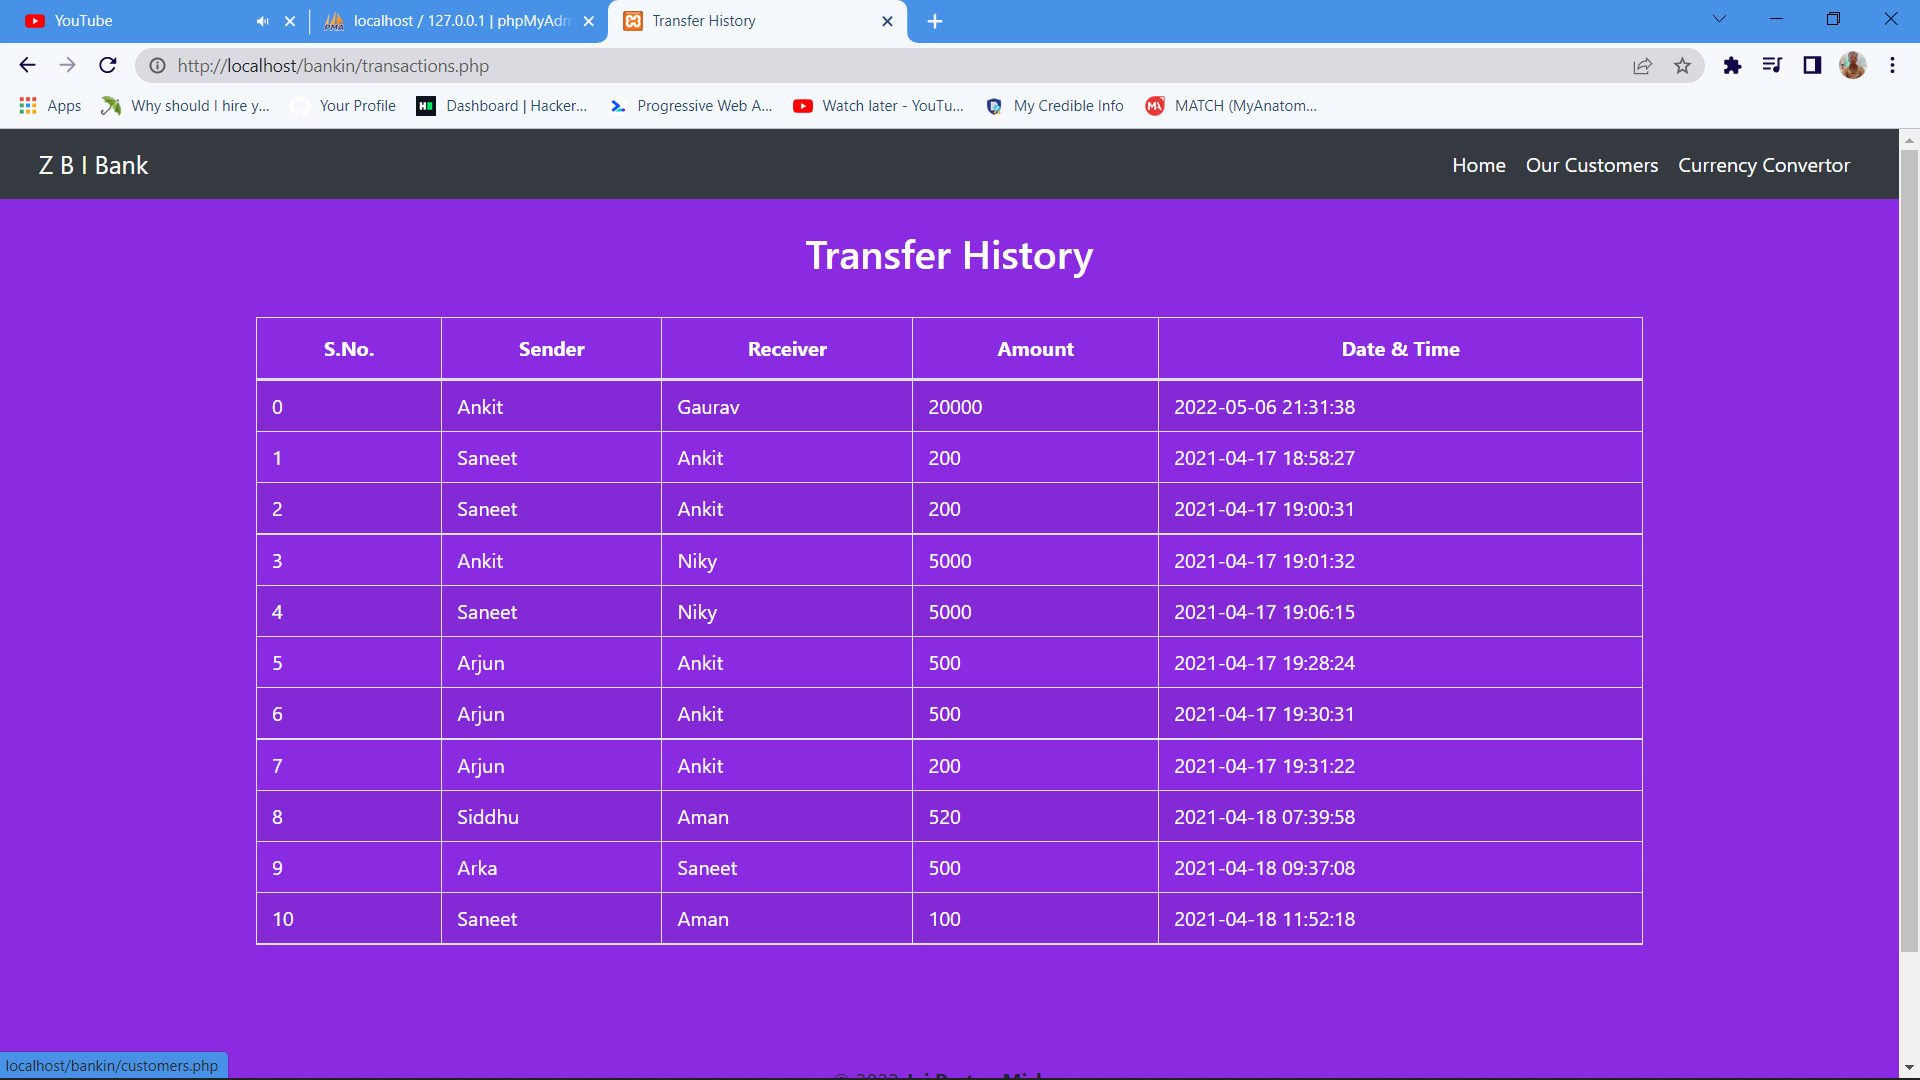 YouTube
localhost / 127.0.0.1 | phpMyAdm
Transfer History
http://localhost/bankin/transactions.php
Apps
Why should I hire y...
Your Profile
Dashboard | Hacker...
Progressive Web A...
Watch later - YouTu...
My Credible Info
MATCH (MyAnatom...
Z B I Bank
Home Our Customers Currency Convertor
Transfer History
S.No. Sender Receiver Amount Date & Time
0 Ankit Gaurav 20000 2022-05-06 21:31:38
1 Saneet Ankit 200 2021-04-17 18:58:27
2 Saneet Ankit 200 2021-04-17 19:00:31
3 Ankit Niky 5000 2021-04-17 19:01:32
4 Saneet Niky 5000 2021-04-17 19:06:15
5 Arjun Ankit 500 2021-04-17 19:28:24
6 Arjun Ankit 500 2021-04-17 19:30:31
7 Arjun Ankit 200 2021-04-17 19:31:22
8 Siddhu Aman 520 2021-04-18 07:39:58
9 Arka Saneet 500 2021-04-18 09:37:08
10 Saneet Aman 100 2021-04-18 11:52:18
localhost/bankin/customers.php